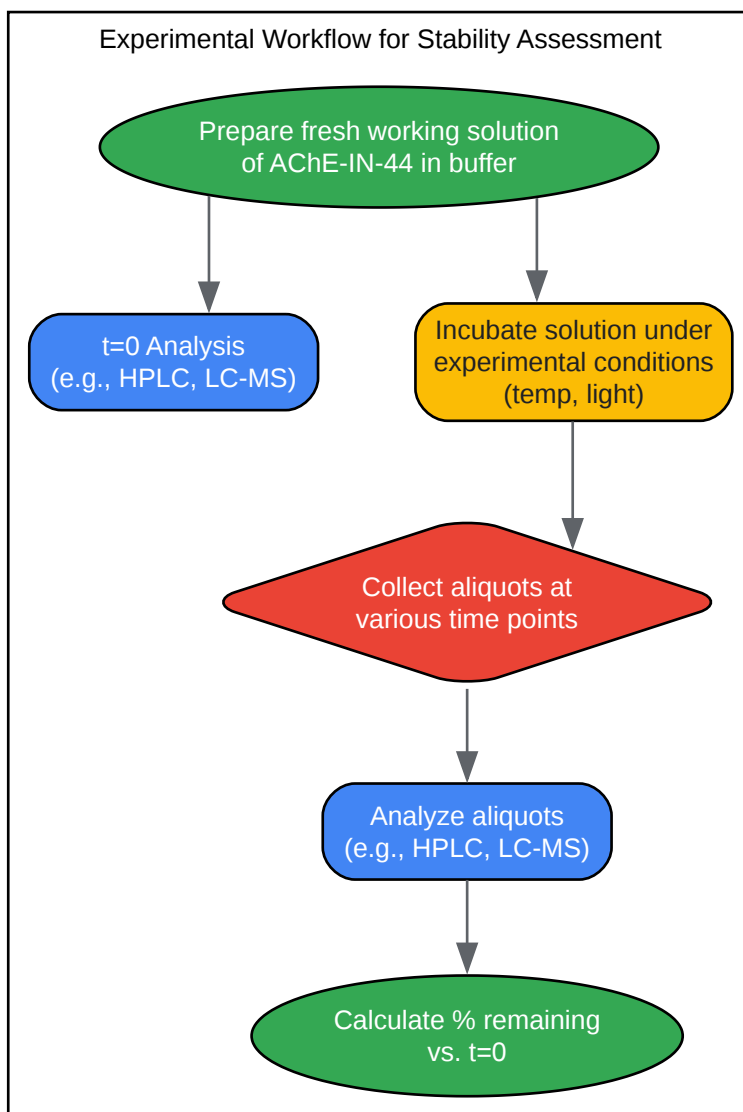 Experimental Workflow for Stability Assessment
Prepare fresh working solution
of AChE-IN-44 in buffer
t=0 Analysis
(e.g., HPLC, LC-MS)
Incubate solution under
experimental conditions
(temp, light)
Collect aliquots at
various time points
Analyze aliquots
(e.g., HPLC, LC-MS)
Calculate % remaining
vs. t=0